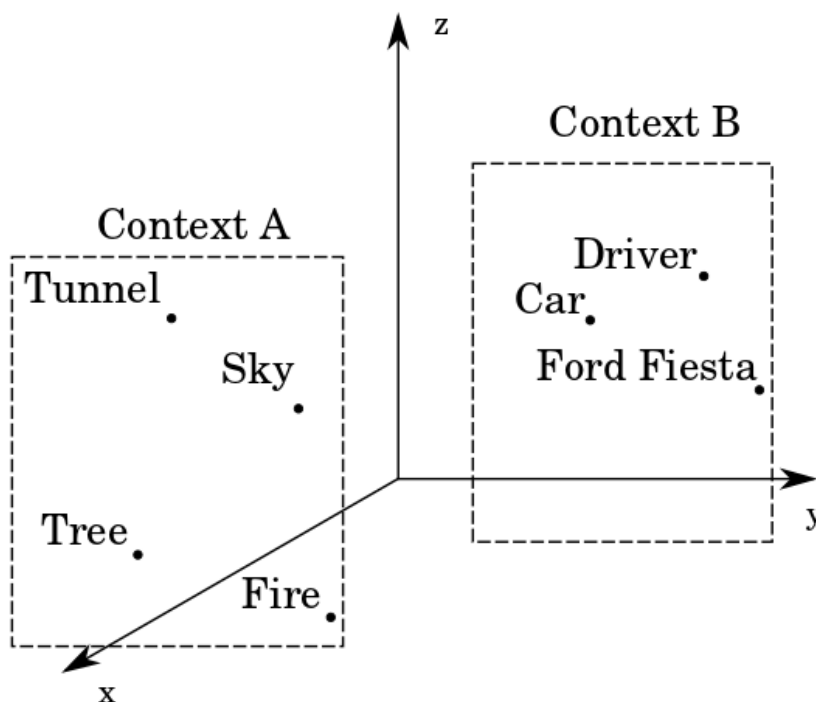 z
Context B
Context A
Driver
Tunnel
Car
Sky
Ford Fiesta
y
Tree
Fire
x